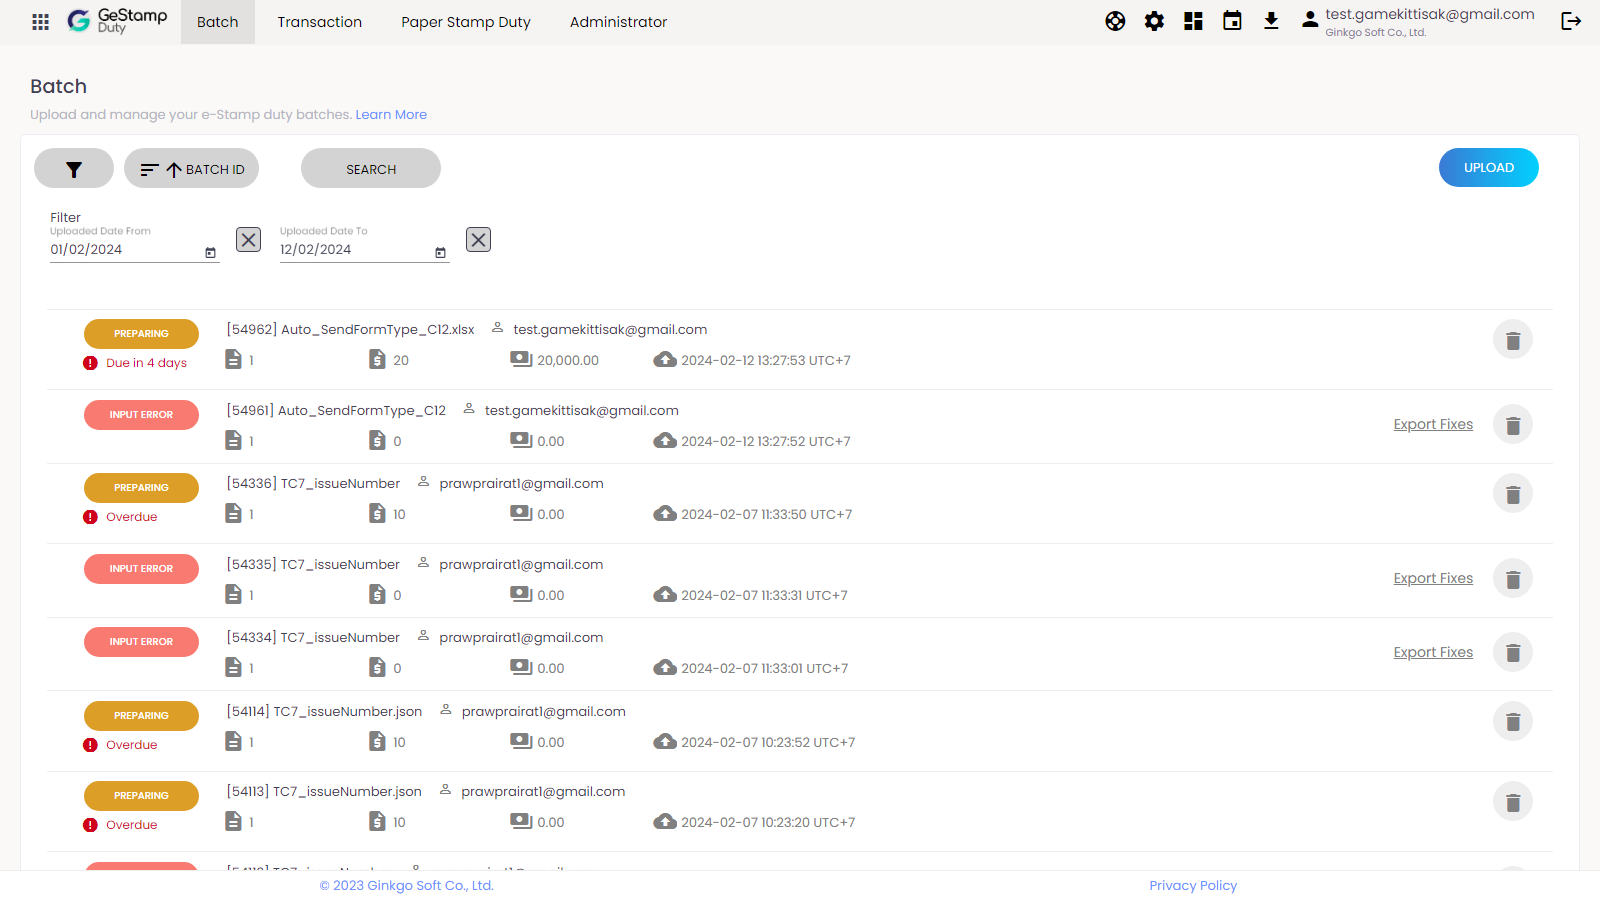 GeStamp
Duty
Batch
Transaction
Paper Stamp Duty
Administrator
test.gamekittisak@gmail.com
Ginkgo Soft Co., Ltd.
Batch
Upload and manage your e-Stamp duty batches. Learn More
BATCH ID
SEARCH
UPLOAD
Filter
Uploaded Date From
01/02/2024
Uploaded Date To
12/02/2024
PREPARING
[54962] Auto_SendFormType_C12.xlsx test.gamekittisak@gmail.com
Due in 4 days
1 20 20,000.00 2024-02-12 13:27:53 UTC+7
INPUT ERROR
[54961] Auto_SendFormType_C12 test.gamekittisak@gmail.com
Export Fixes
1 0 0.00 2024-02-12 13:27:52 UTC+7
PREPARING
[54336] TC7_issueNumber prawprairat1@gmail.com
Overdue
1 10 0.00 2024-02-07 11:33:50 UTC+7
INPUT ERROR
[54335] TC7_issueNumber prawprairat1@gmail.com
Export Fixes
1 0 0.00 2024-02-07 11:33:31 UTC+7
INPUT ERROR
[54334] TC7_issueNumber prawprairat1@gmail.com
Export Fixes
1 0 0.00 2024-02-07 11:33:01 UTC+7
PREPARING
[54114] TC7_issueNumber.json prawprairat1@gmail.com
Overdue
1 10 0.00 2024-02-07 10:23:52 UTC+7
PREPARING
[54113] TC7_issueNumber.json prawprairat1@gmail.com
Overdue
1 10 0.00 2024-02-07 10:23:20 UTC+7
© 2023 Ginkgo Soft Co., Ltd.
Privacy Policy